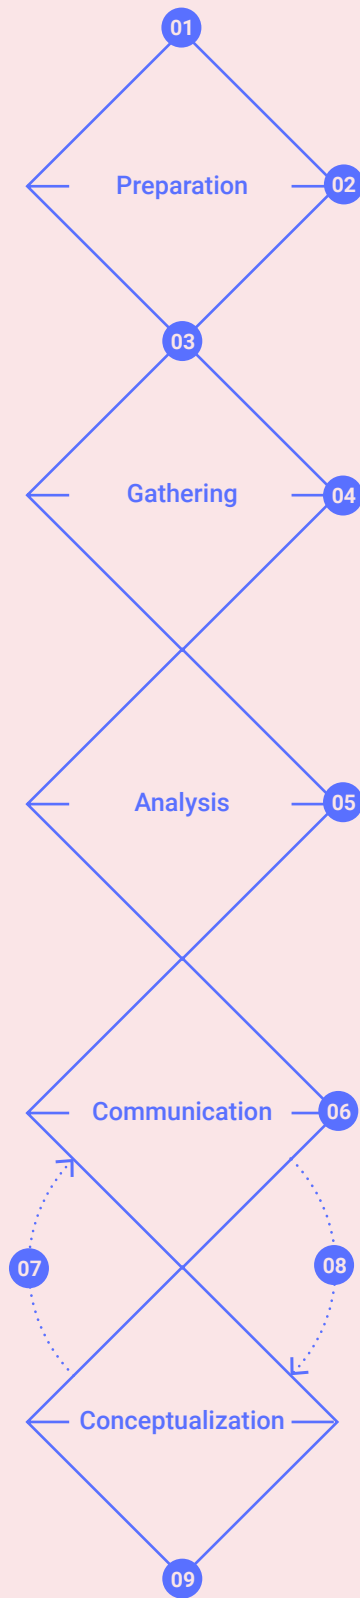 01
Preparation
02
03
Gathering
04
Analysis
05
Communication
06
07
08
Conceptualization
09